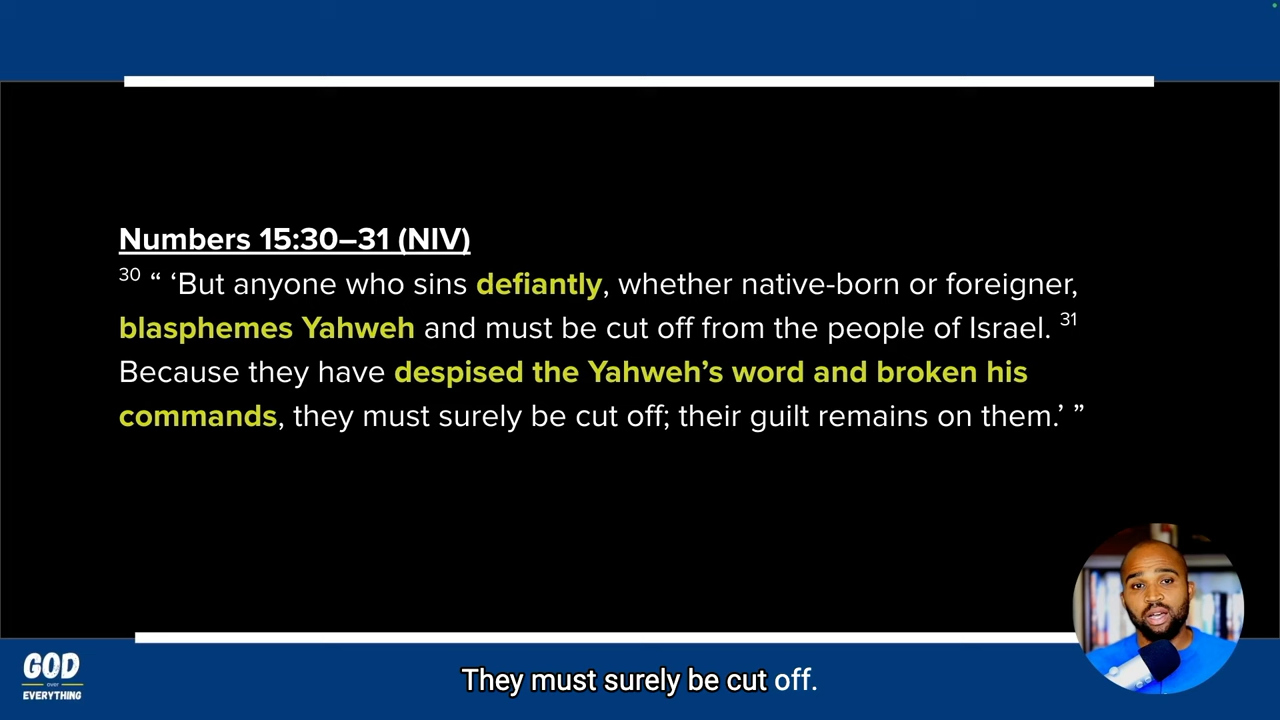 Numbers 15:30–31 (NIV)
30 “ ‘But anyone who sins defiantly, whether native-born or foreigner,
blasphemes Yahweh and must be cut off from the people of Israel. 31
Because they have despised the Yahweh’s word and broken his
commands, they must surely be cut off; their guilt remains on them.’ ”
GOD
over
EVERYTHING
They must surely be cut off.